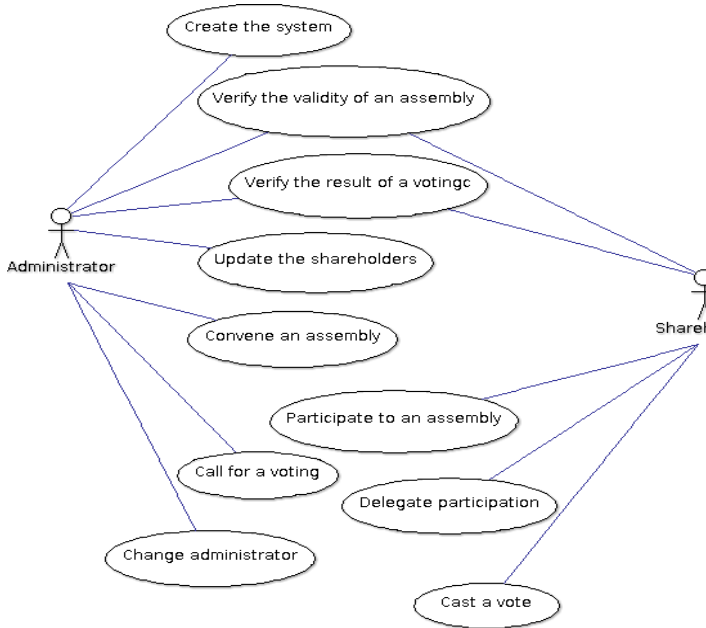 Create the system
Verify the validity of an assembly
Verify the result of a votingc
Update the shareholders
Administrator
Convene an assembly
Shareh
Participate to an assembly
Call for a voting
Delegate participation
Change administrator
Cast a vote